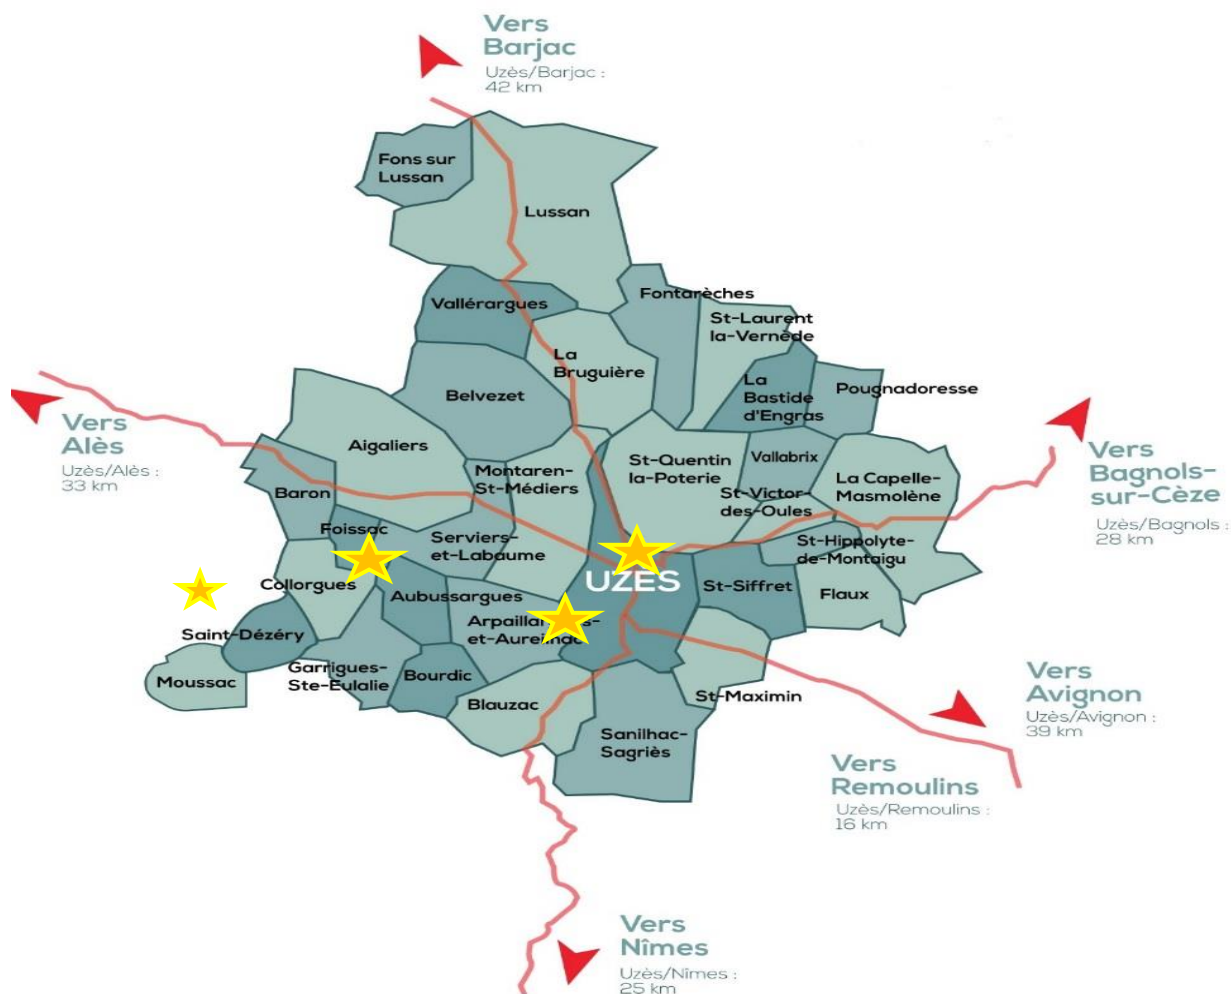 Vers
Barjac
Uzès/Barjac :
42 km
Fons sur
Lussan
Lussan
Fontarèches
Vallérargues
St-Laurent
la-Vernède
La
Bruguière
La
Bastide
d'Engras
Pougnadoresse
Belvezet
Vers
Alès
Uzès/Alès :
33 km
Aigaliers
St-Quentin
la-Poterie
Vallabrix
Vers
Bagnols-
sur-Cèze
Uzès/Bagnols :
28 km
Montaren-
St-Médiers
La Capelle-
Masmolène
Baron
St-Victor-
des-Oules
Foissac
Serviers-
et-Labaume
St-Hippolyte-
de-Montaigu
Collorgues
UZES
St-Siffret
Flaux
Aubussargues
Saint-Dézéry
et-Aureilhac
Garrigues-
Ste-Eulalie
Bourdic
Moussac
Blauzac
St-Maximin
Vers
Avignon
Uzès/Avignon :
39 km
Sanilhac-
Sagriès
Vers
Remoulins
Uzès/Remoulins :
16 km
Vers
Nîmes
Uzès/Nîmes :
25 km